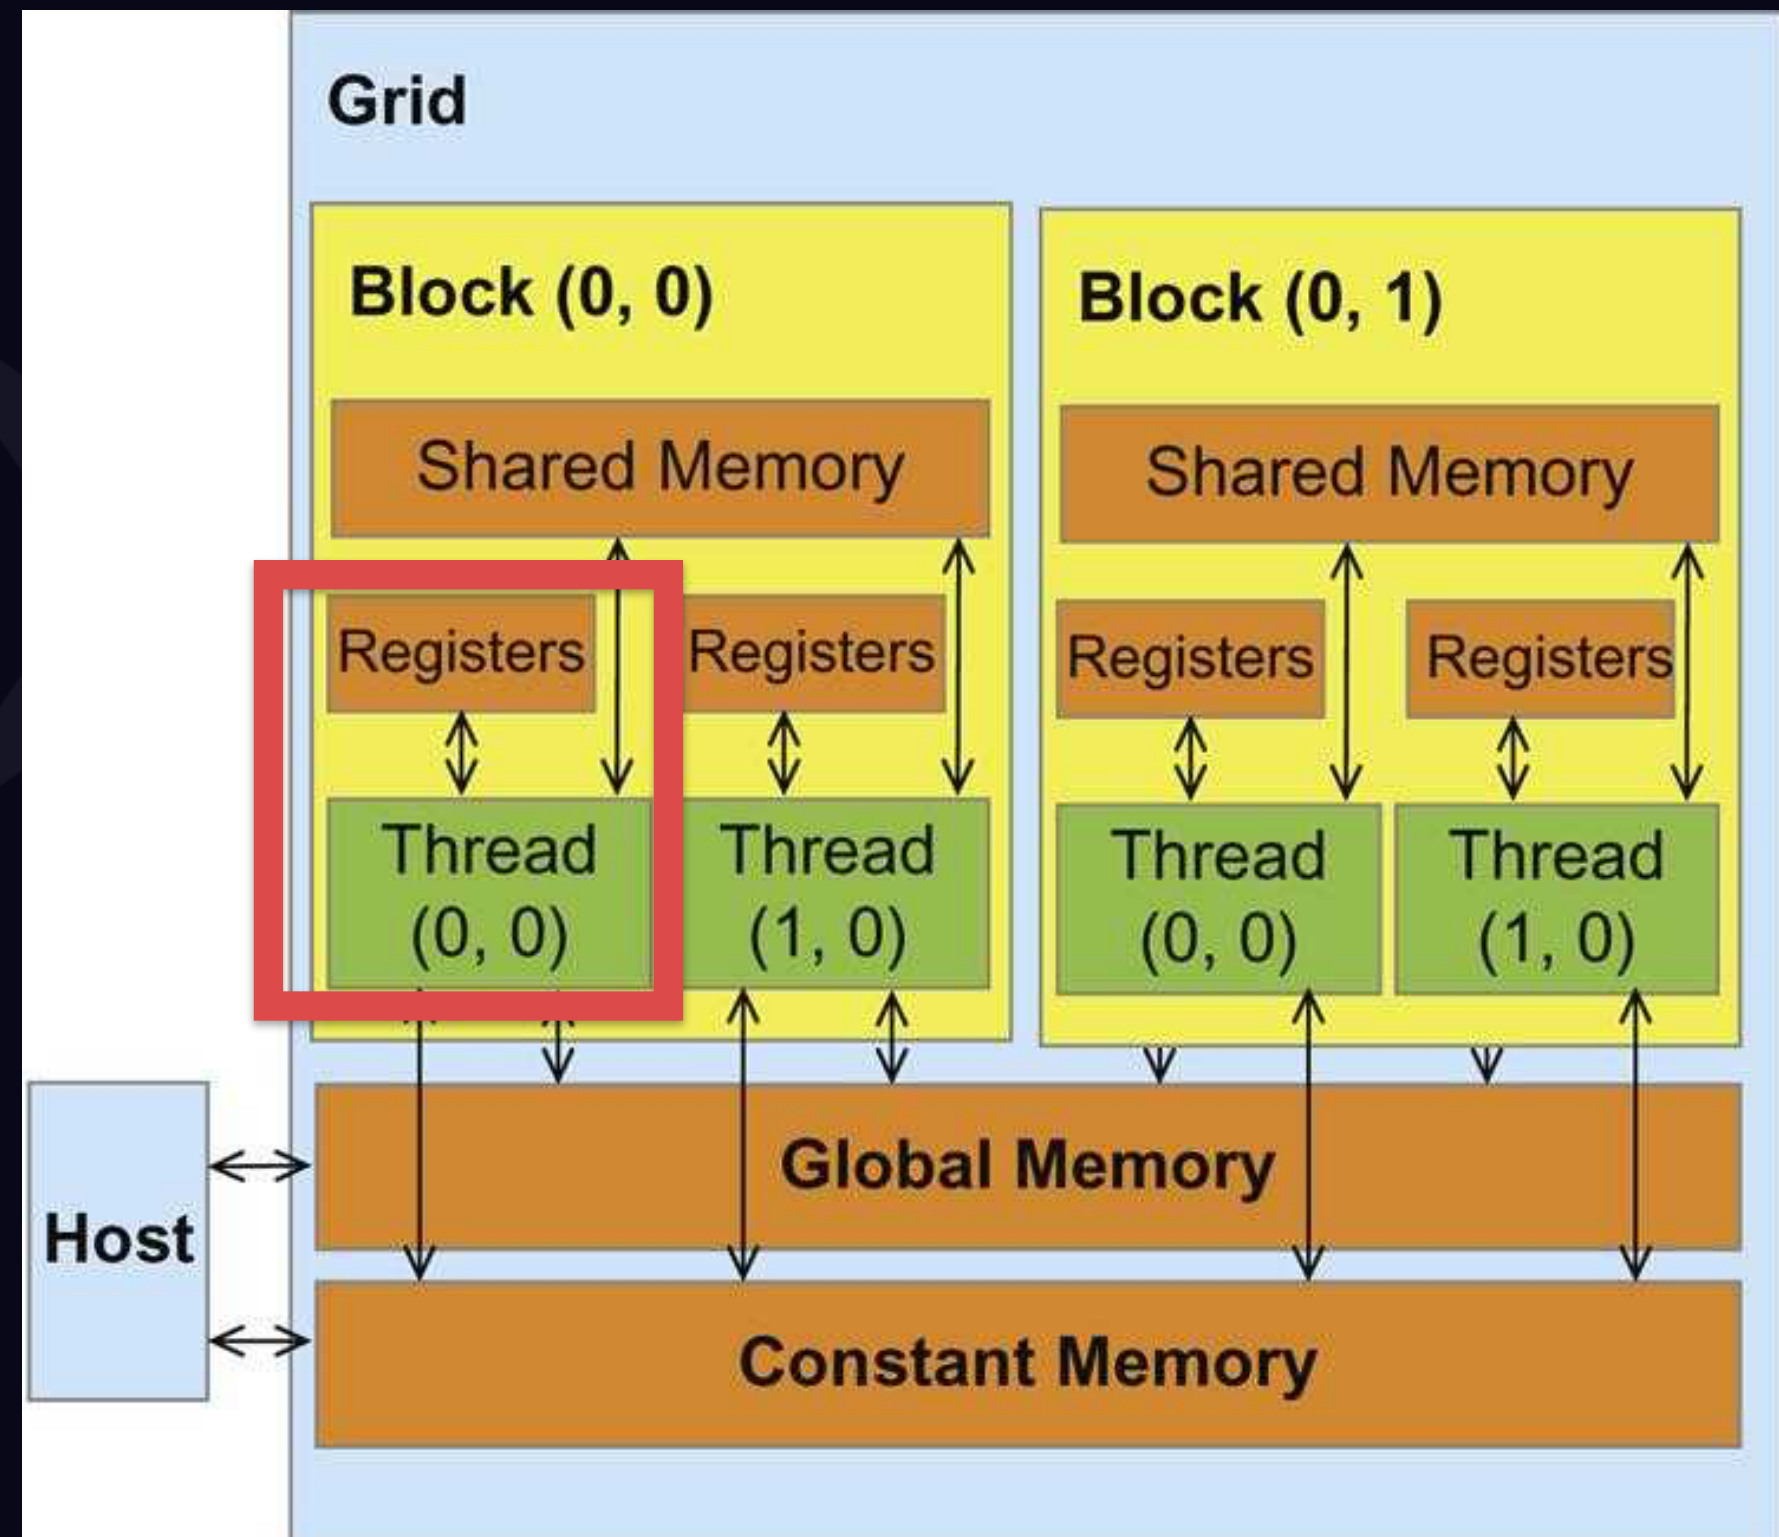 Grid
Block (0, 0)
Block (0, 1)
Shared Memory
Shared Memory
Registers
Registers
Registers
Registers
Thread
(0, 0)
Thread
(1, 0)
Thread
(0, 0)
Thread
(1, 0)
Host
Global Memory
Constant Memory